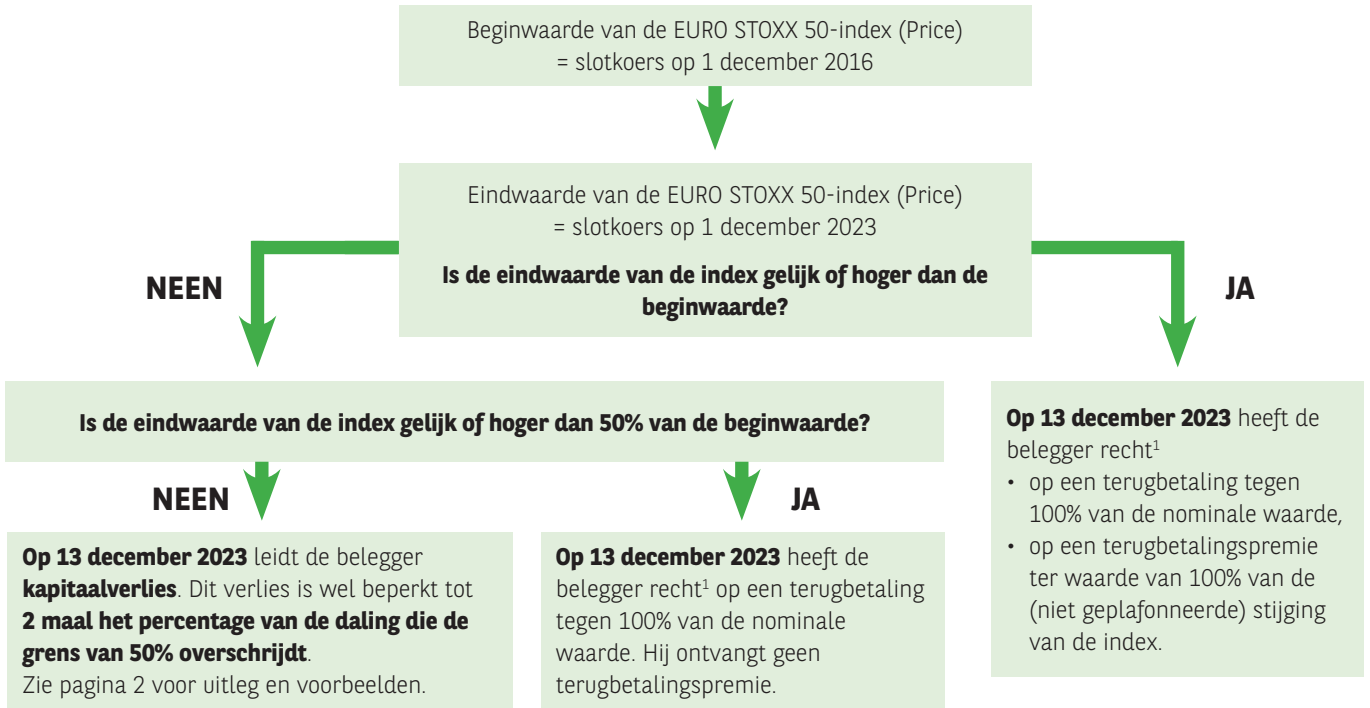 Beginwaarde van de EURO STOXX 50-index (Price)
= slotkoers op 1 december 2016
Eindwaarde van de EURO STOXX 50-index (Price)
= slotkoers op 1 december 2023
Is de eindwaarde van de index gelijk of hoger dan de
beginwaarde?
NEEN
JA
Is de eindwaarde van de index gelijk of hoger dan 50% van de beginwaarde?
NEEN
JA
Op 13 december 2023 leidt de belegger
kapitaalverlies. Dit verlies is wel beperkt tot
2 maal het percentage van de daling die de
grens van 50% overschrijdt.
Zie pagina 2 voor uitleg en voorbeelden.
Op 13 december 2023 heeft de
belegger recht¹ op een terugbetaling
tegen 100% van de nominale
waarde. Hij ontvangt geen
terugbetalingspremie.
Op 13 december 2023 heeft de
belegger recht¹
• op een terugbetaling tegen
100% van de nominale waarde,
• op een terugbetalingspremie
ter waarde van 100% van de
(niet geplafonneerde) stijging
van de index.